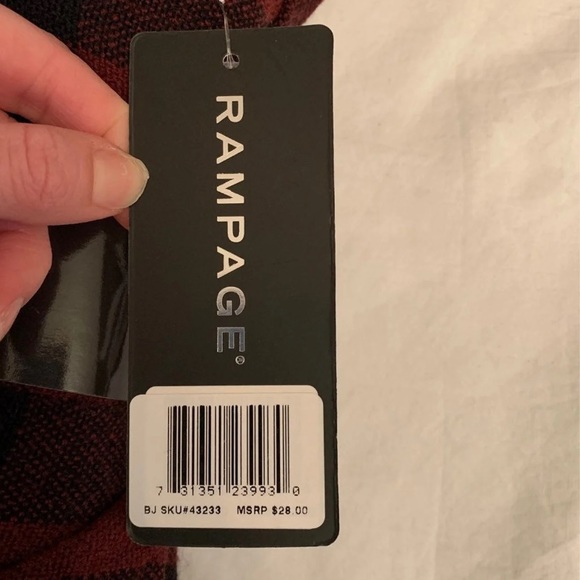 RAMPAGE®
7 31351 23993 0
BJ SKU#43233 MSRP $28.00